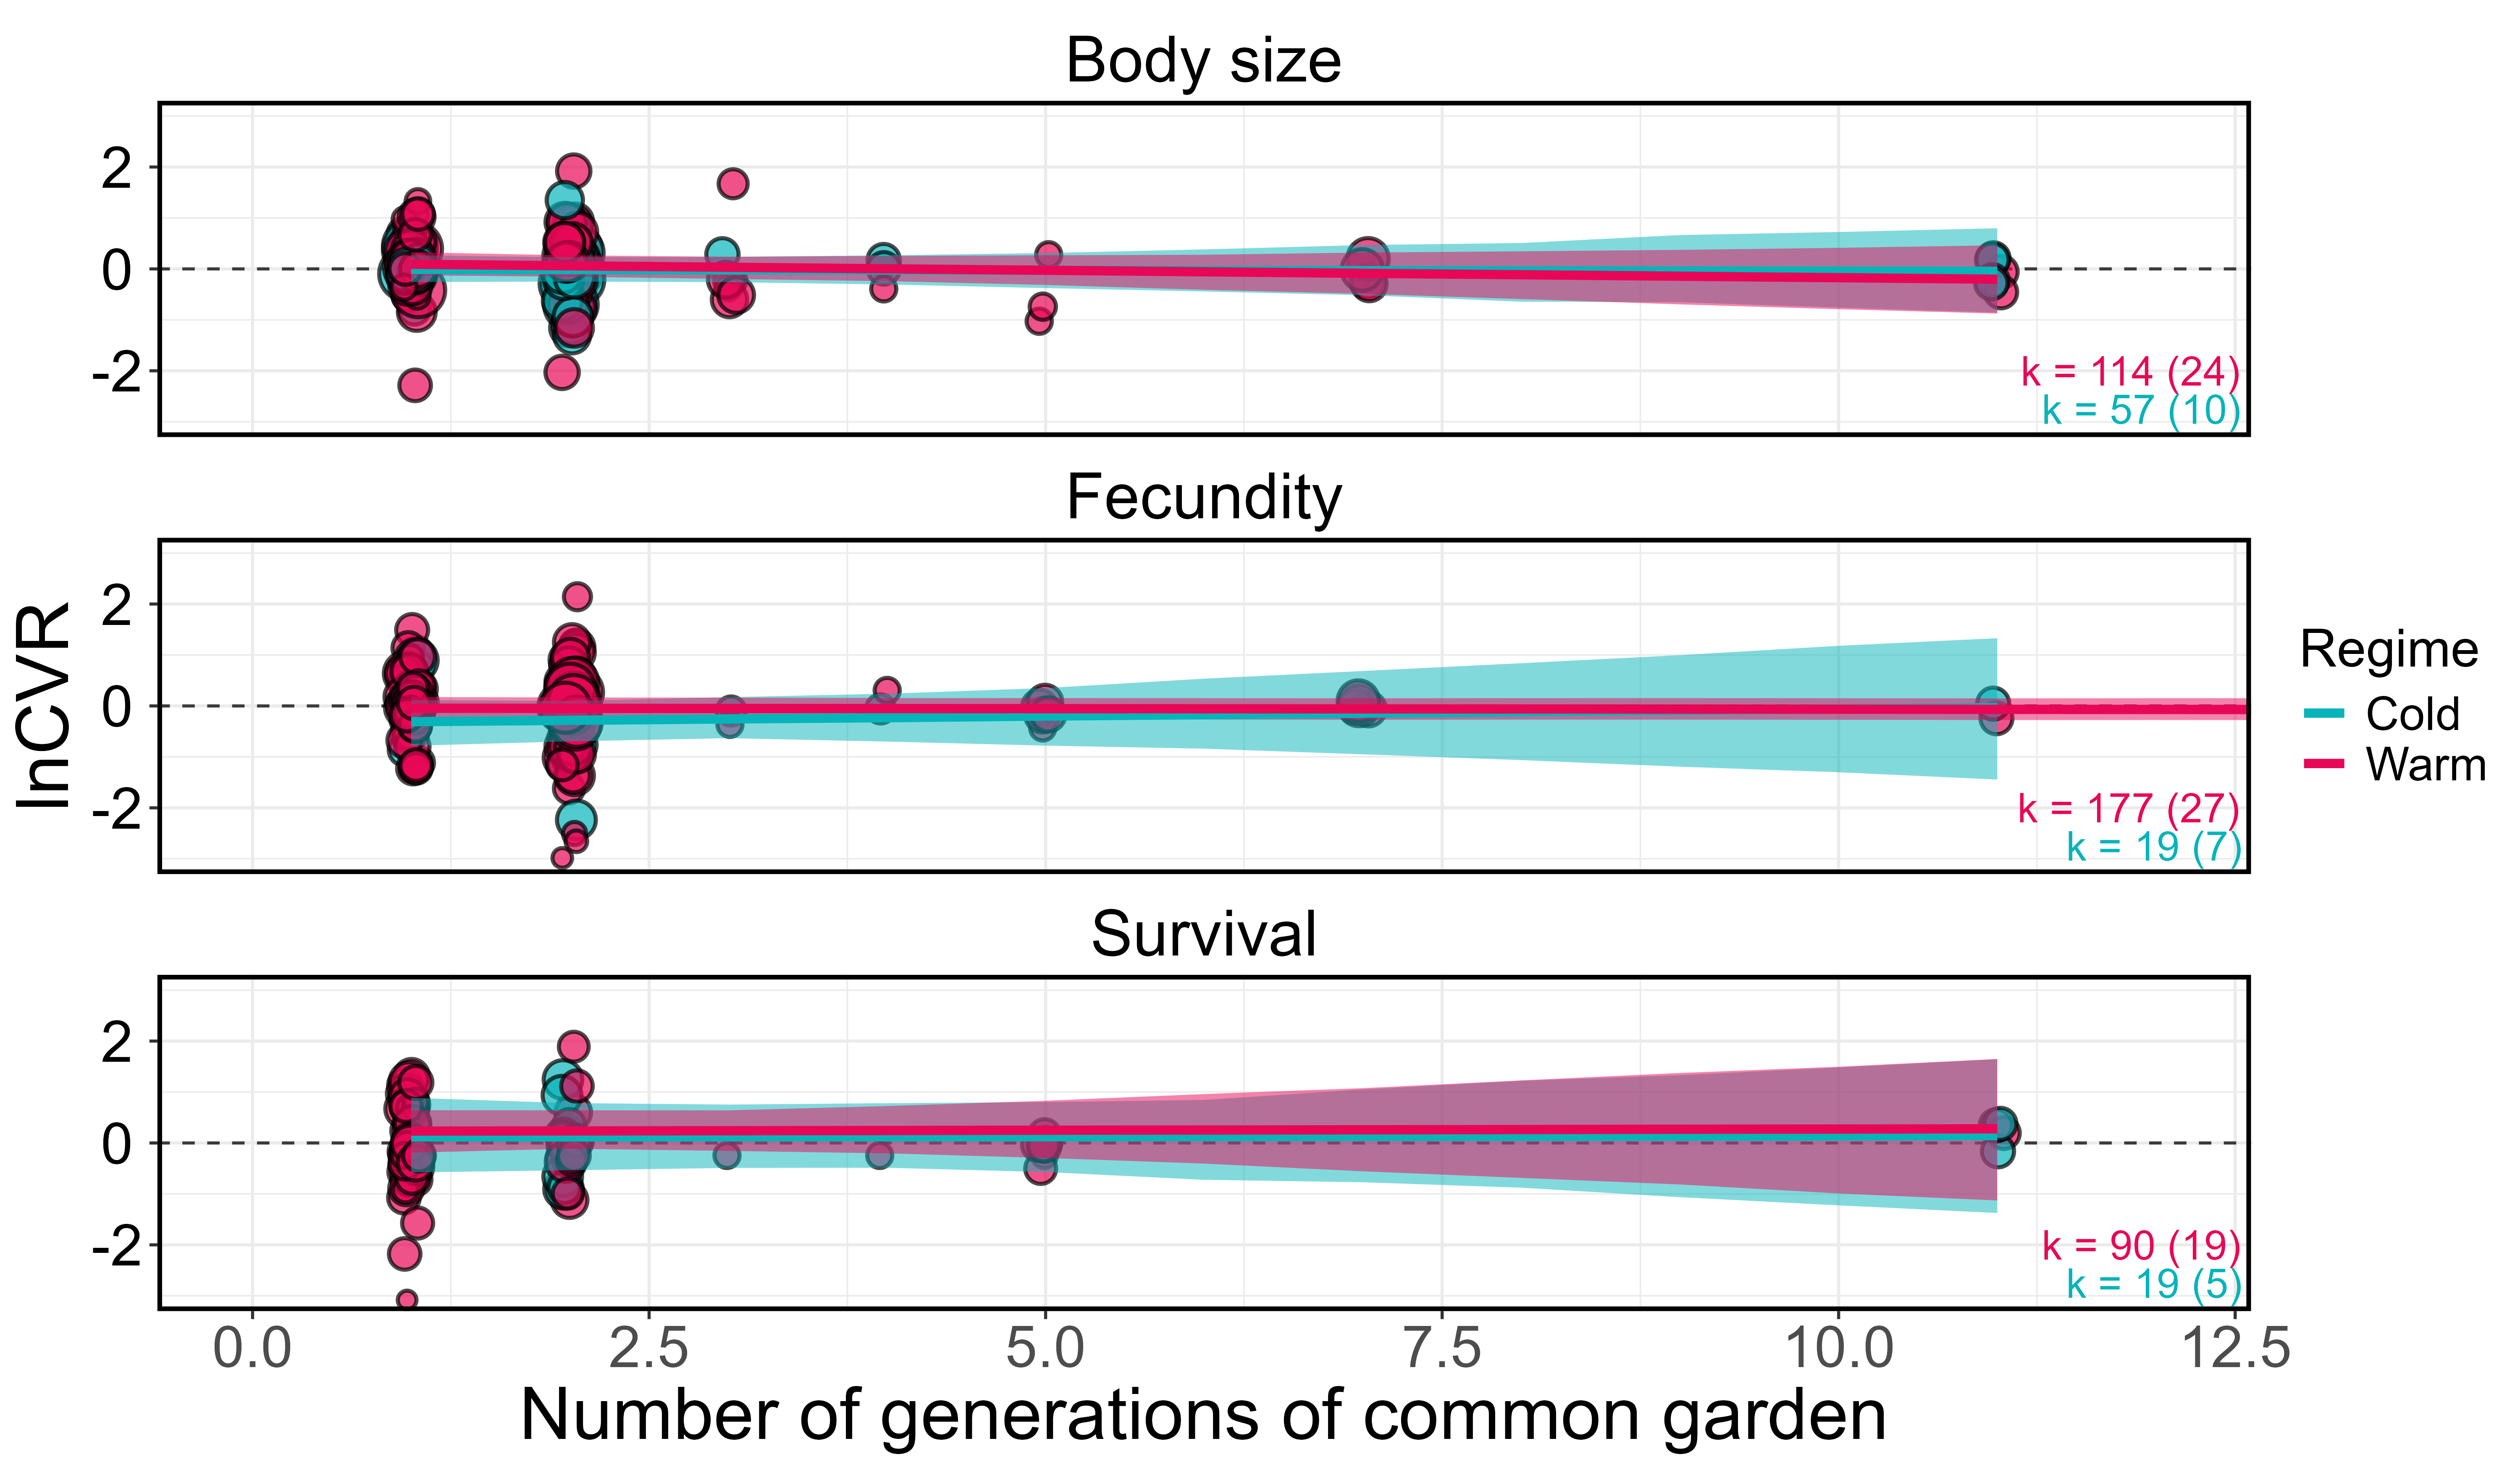 Body size
2
0
-2
k = 114 (24)
k = 57 (10)
Fecundity
2
0
-2
k = 177 (27)
k = 19 (7)
lnCVR
Regime
Cold
Warm
Survival
2
0
-2
k = 90 (19)
k = 19 (5)
0.0 2.5 5.0 7.5 10.0 12.5
Number of generations of common garden